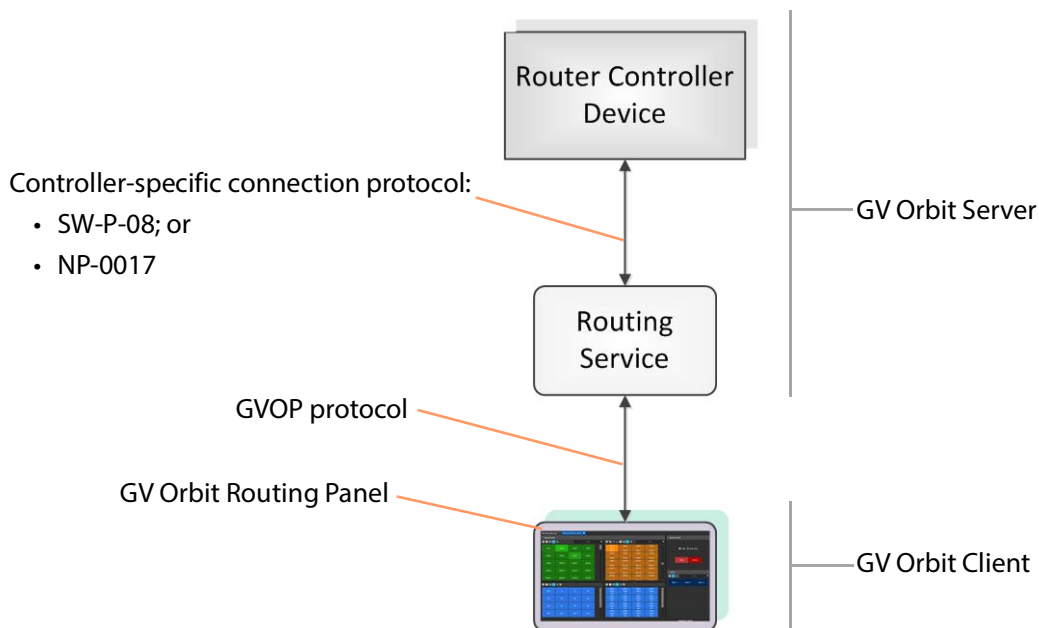 Router Controller
Device
Controller-specific connection protocol:
• SW-P-08; or
• NP-0017
GV Orbit Server
Routing
Service
GVOP protocol
GV Orbit Routing Panel
GV Orbit Client